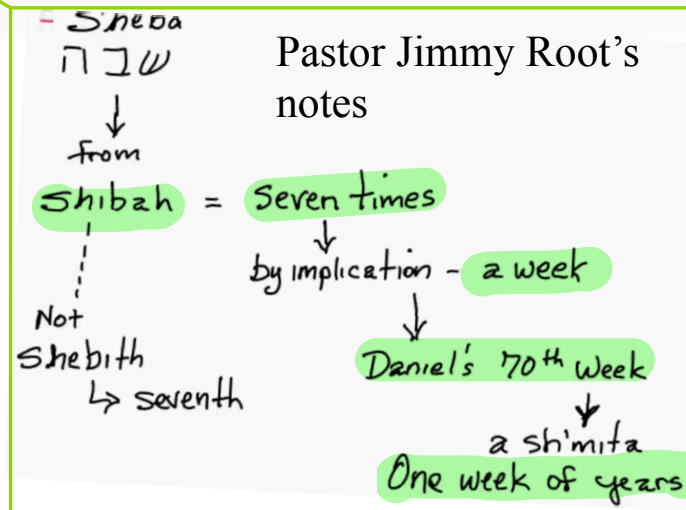 - Sheba
שבה
Pastor Jimmy Root's
notes
from
Shibah = Seven times
by implication - a week
Not
Shebith
seventh
Daniel's 70th Week
a sh'mita
One week of years